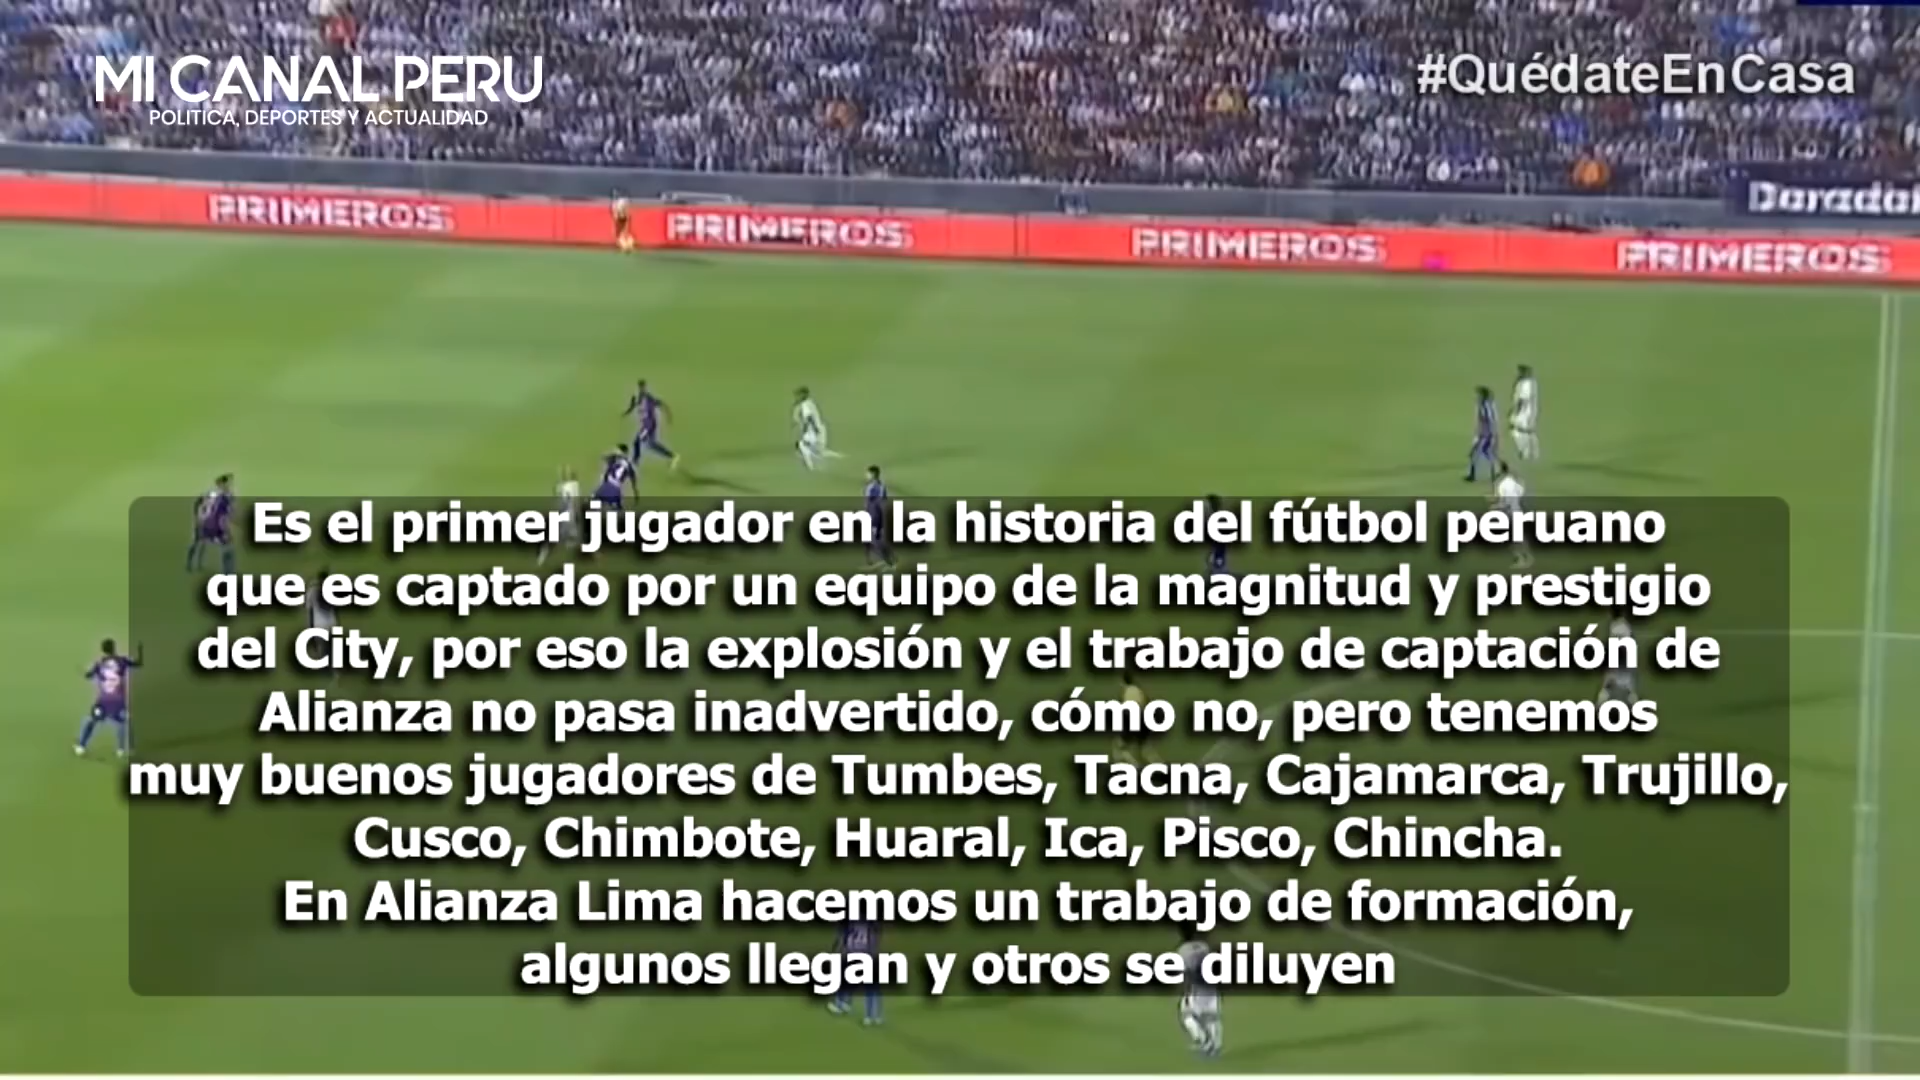 MI CANAL PERU
POLITICA, DEPORTES Y ACTUALIDAD
#QuédateEnCasa
PRIMEROS PRIMEROS PRIMEROS PRIMEROS
Es el primer jugador en la historia del fútbol peruano
que es captado por un equipo de la magnitud y prestigio
del City, por eso la explosión y el trabajo de captación de
Alianza no pasa inadvertido, cómo no, pero tenemos
muy buenos jugadores de Tumbes, Tacna, Cajamarca, Trujillo,
Cusco, Chimbote, Huaral, Ica, Pisco, Chincha.
En Alianza Lima hacemos un trabajo de formación,
algunos llegan y otros se diluyen